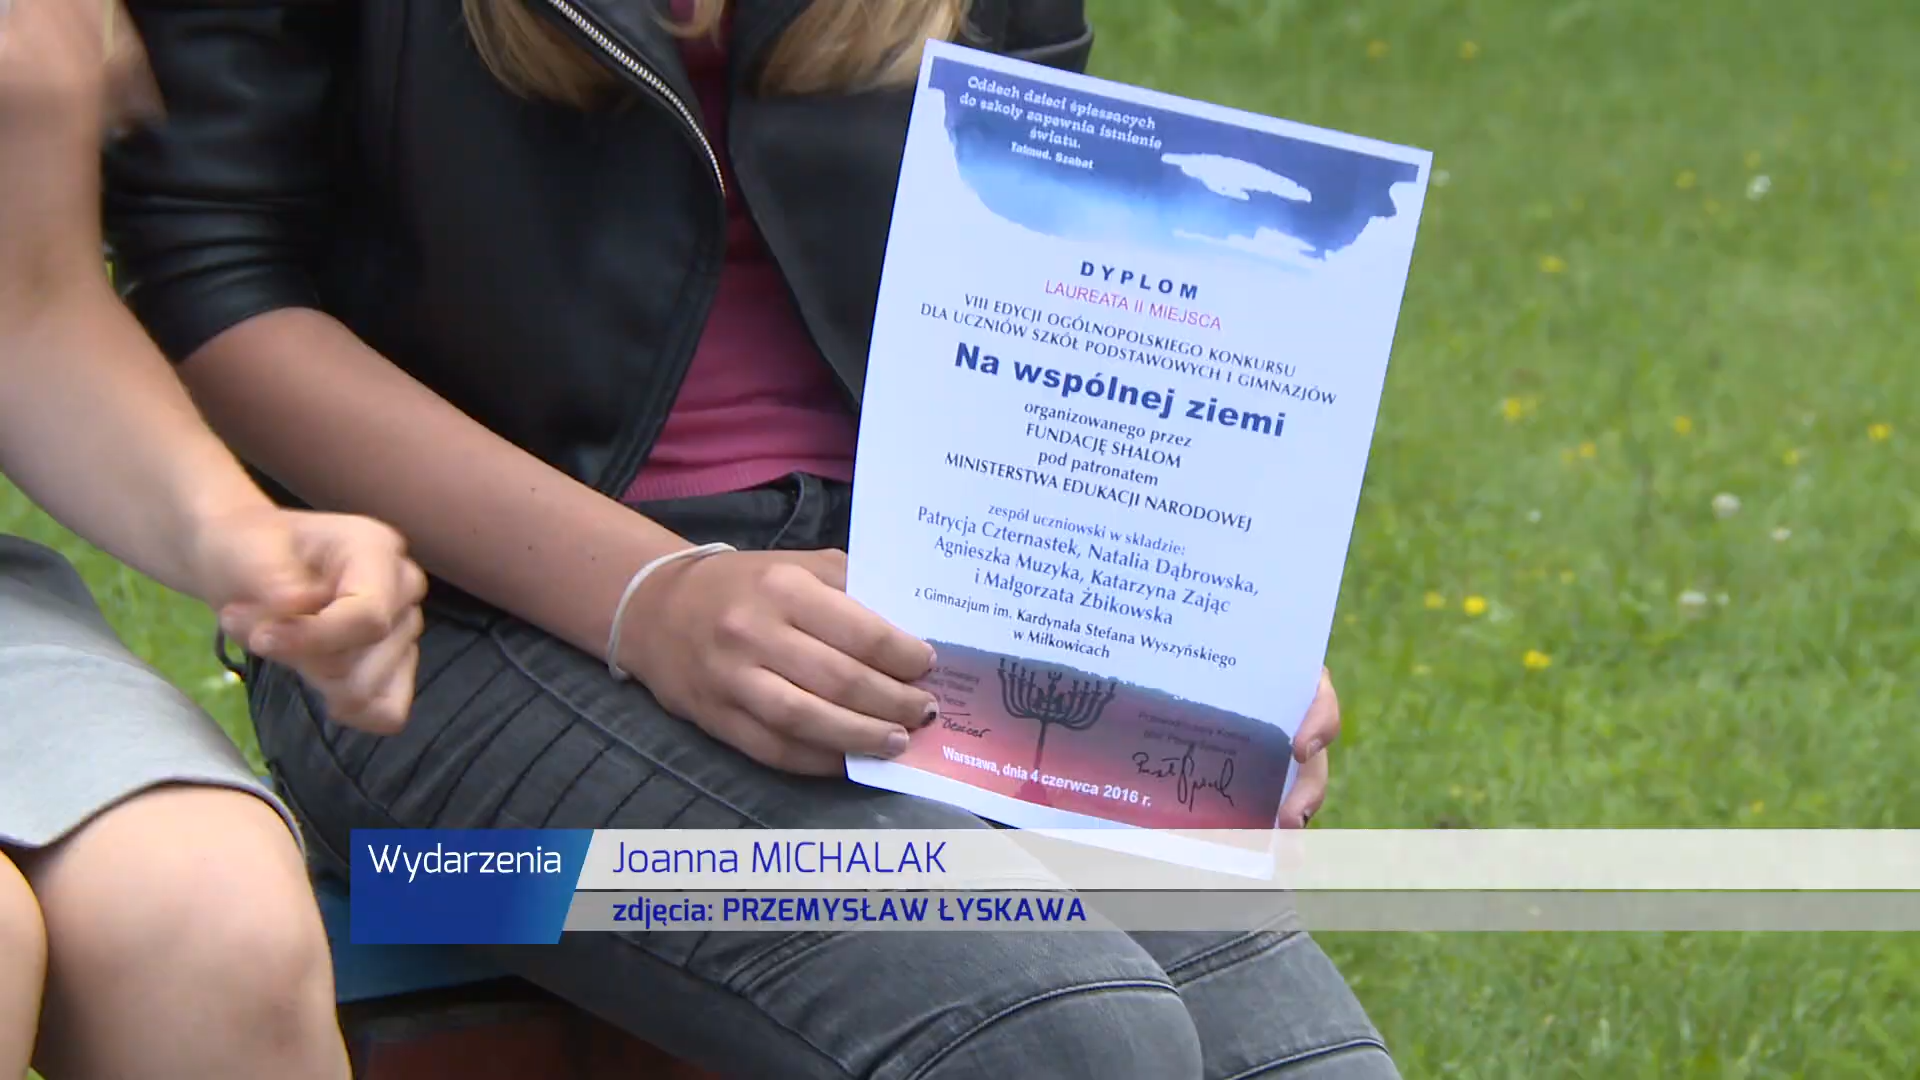 Oddech dzieci śpieszących
do szkoły zapewnia istnienie
światu.
Talmud. Szabat
DYPLOM
LAUREATA II MIEJSCA
VIII EDYCJI OGÓLNOPOLSKIEGO KONKURSU
DLA UCZNIÓW SZKÓŁ PODSTAWOWYCH I GIMNAZJÓW
Na wspólnej ziemi
organizowanego przez
FUNDACJĘ SHALOM
pod patronatem
MINISTERSTWA EDUKACJI NARODOWEJ
zespół uczniowski w składzie:
Patrycja Czternastek, Natalia Dąbrowska,
Agnieszka Muzyka, Katarzyna Zając
i Małgorzata Żbikowska
z Gimnazjum im. Kardynała Stefana Wyszyńskiego
w Miłkowicach
Warszawa, dnia 4 czerwca 2016 r.
Wydarzenia
Joanna MICHALAK
zdjęcia: PRZEMYSŁAW ŁYSKAWA